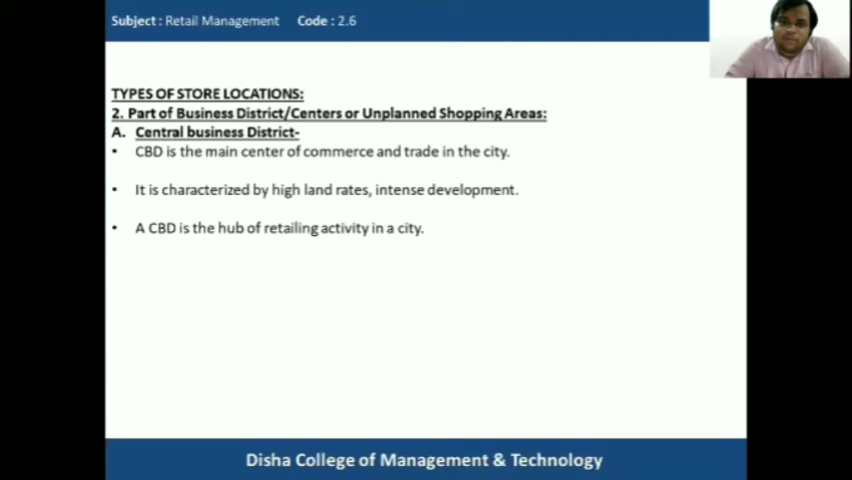 Subject : Retail Management Code : 2.6
TYPES OF STORE LOCATIONS:
2. Part of Business District/Centers or Unplanned Shopping Areas:
A. Central business District-
• CBD is the main center of commerce and trade in the city.
• It is characterized by high land rates, intense development.
• A CBD is the hub of retailing activity in a city.
Disha College of Management & Technology